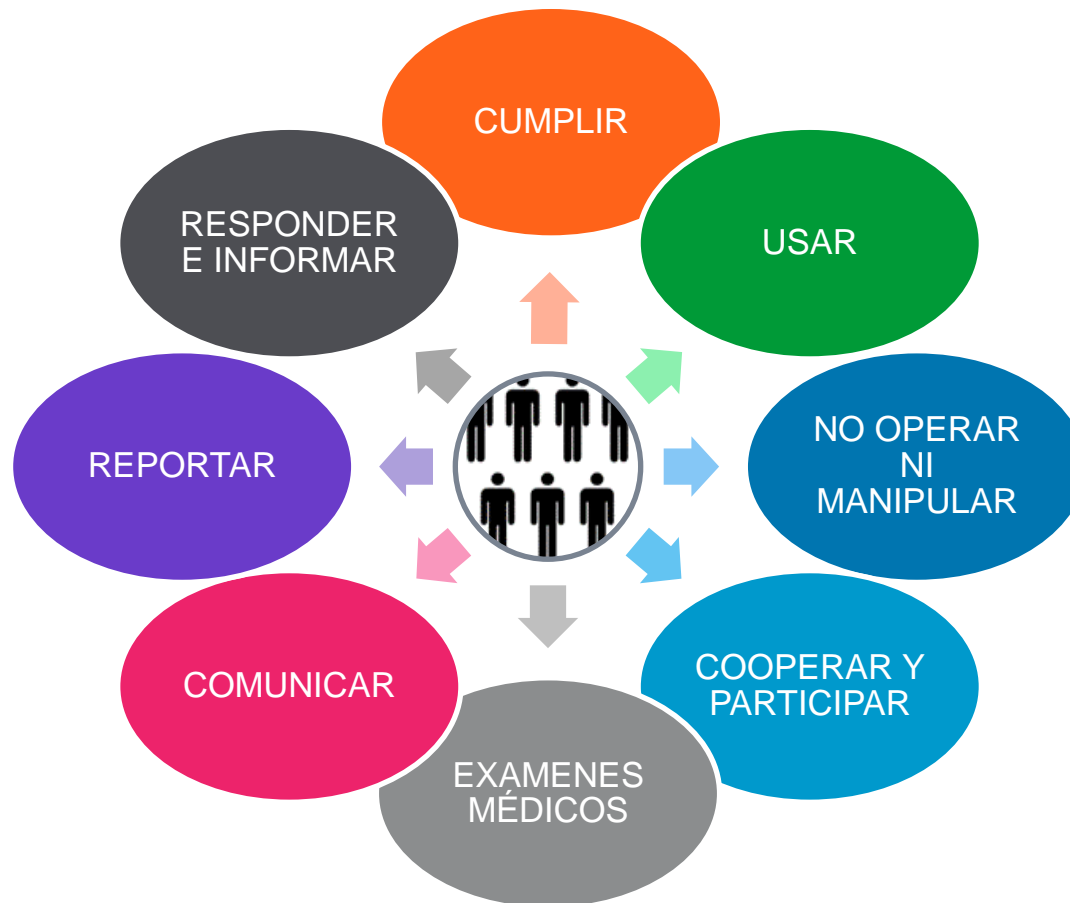 CUMPLIR
USAR
NO OPERAR
NI
MANIPULAR
COOPERAR Y
PARTICIPAR
EXAMENES
MÉDICOS
COMUNICAR
REPORTAR
RESPONDER
E INFORMAR